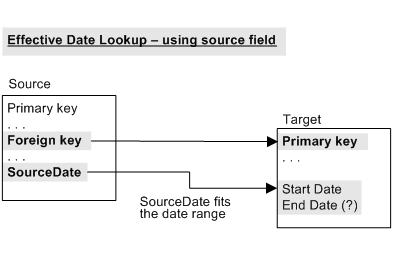 Effective Date Lookup – using source field
Source
Primary key
. . .
Foreign key
. . .
SourceDate
Target
Primary key
. . .
Start Date
End Date (?)
SourceDate fits
the date range